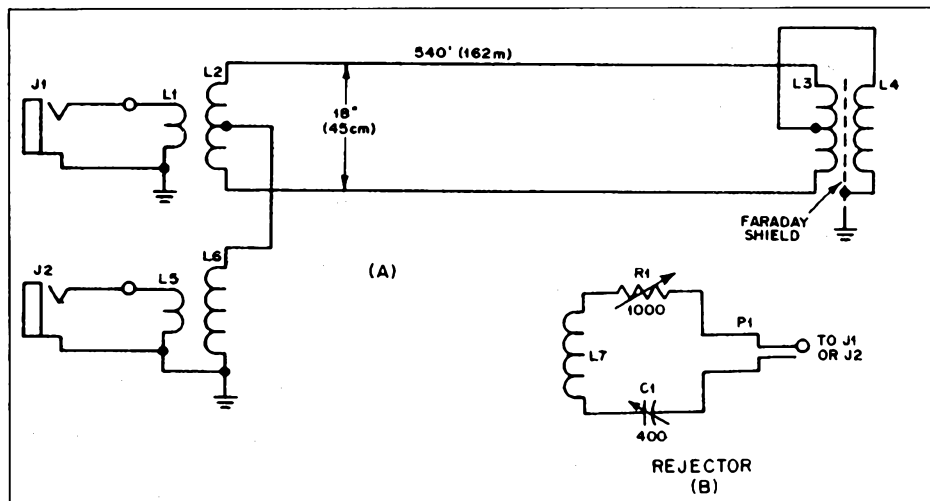 540' (162m)
J1
L1
L2
18"
(45cm)
L3
L4
FARADAY
SHIELD
J2
L5
L6
(A)
R1
1000
P1
L7
TO J1
OR J2
C1
400
REJECTOR
(B)